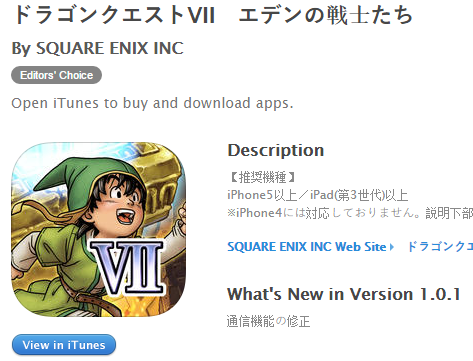 ドラゴンクエストVII　エデンの戦士たち
By SQUARE ENIX INC
Editors' Choice
Open iTunes to buy and download apps.
VII
View in iTunes
Description
【推奨機種】
iPhone5以上／iPad(第3世代)以上
※iPhone4には対応しておりません。説明下部
SQUARE ENIX INC Web Site
ドラゴンクエ
What's New in Version 1.0.1
通信機能の修正